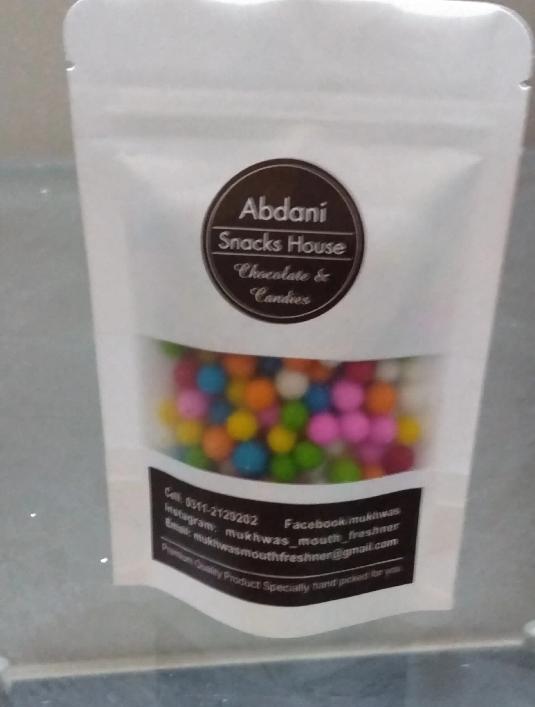 Abdani
Snacks House
Chocolate &
Candies
Cell: 0311-2129202 Facebook/mukhwas
Instagram: mukhwas_mouth_freshner
Email: mukhwasmouthfreshner@gmail.com
Premium Quality Product Specially hand picked for you